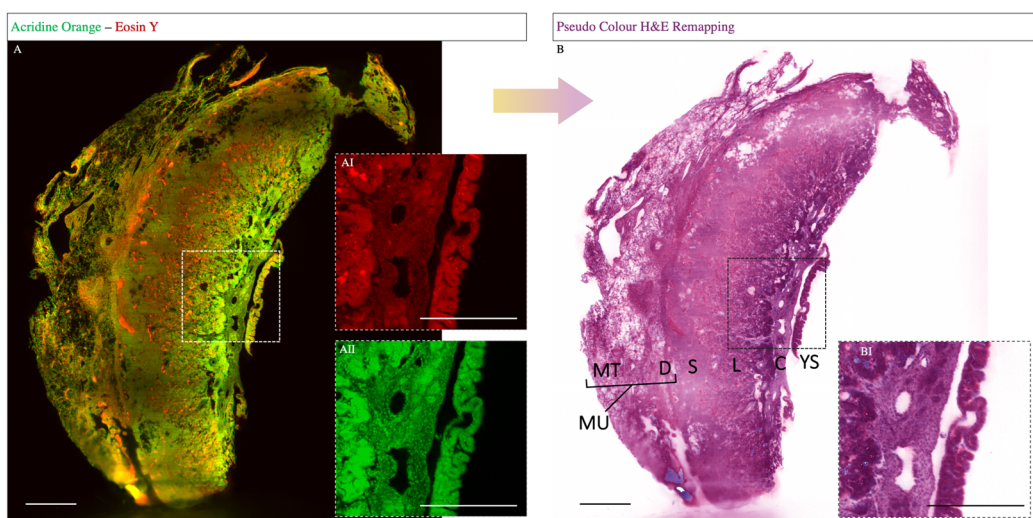 Acridine Orange – Eosin Y
Pseudo Colour H&E Remapping
A
AI
AII
B
MT
D
S
L
C
YS
MU
BI